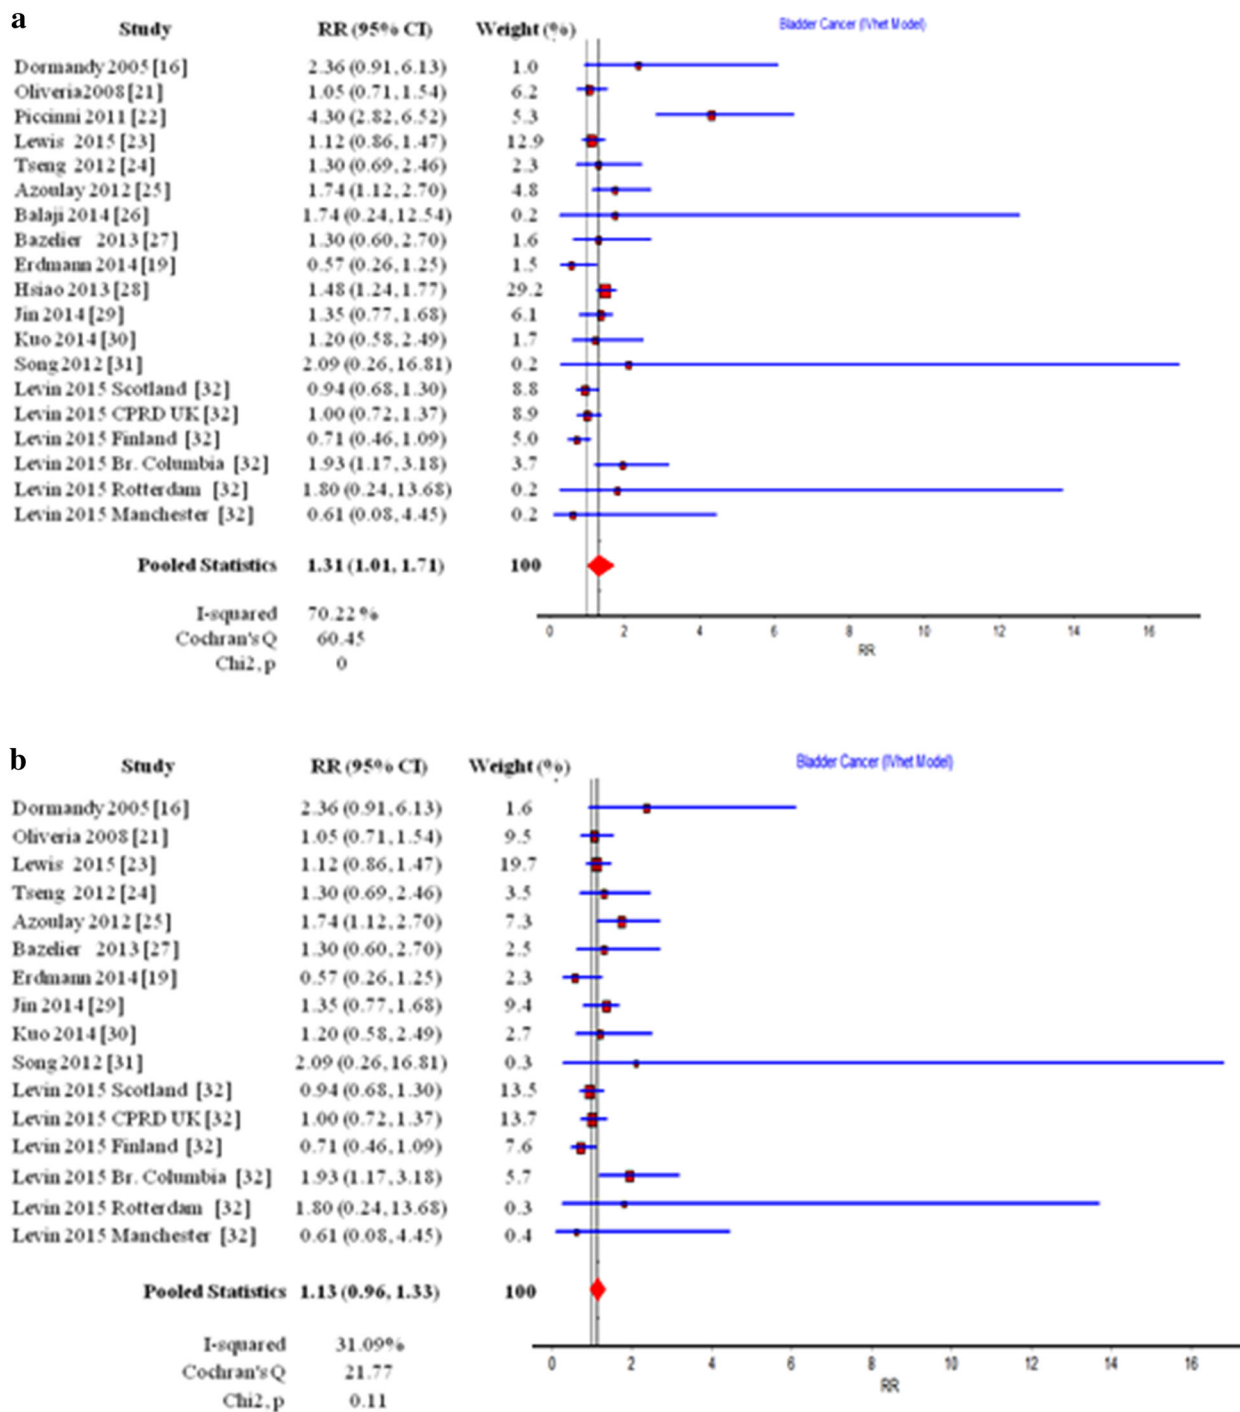 a
Study RR (95% CI) Weight (%) Bladder Cancer (IVhet Model)
Dormandy 2005 [16] 2.36 (0.91, 6.13) 1.0
Oliveria2008 [21] 1.05 (0.71, 1.54) 6.2
Piccinni 2011 [22] 4.30 (2.82, 6.52) 5.3
Lewis 2015 [23] 1.12 (0.86, 1.47) 12.9
Tseng 2012 [24] 1.30 (0.69, 2.46) 2.3
Azoulay 2012 [25] 1.74 (1.12, 2.70) 4.8
Balaji 2014 [26] 1.74 (0.24, 12.54) 0.2
Bazelier 2013 [27] 1.30 (0.60, 2.70) 1.6
Erdmann 2014 [19] 0.57 (0.26, 1.25) 1.5
Hsiao 2013 [28] 1.48 (1.24, 1.77) 29.2
Jin 2014 [29] 1.35 (0.77, 1.68) 6.1
Kuo 2014 [30] 1.20 (0.58, 2.49) 1.7
Song 2012 [31] 2.09 (0.26, 16.81) 0.2
Levin 2015 Scotland [32] 0.94 (0.68, 1.30) 8.8
Levin 2015 CPRD UK [32] 1.00 (0.72, 1.37) 8.9
Levin 2015 Finland [32] 0.71 (0.46, 1.09) 5.0
Levin 2015 Br. Columbia [32] 1.93 (1.17, 3.18) 3.7
Levin 2015 Rotterdam [32] 1.80 (0.24, 13.68) 0.2
Levin 2015 Manchester [32] 0.61 (0.08, 4.45) 0.2
Pooled Statistics 1.31 (1.01, 1.71) 100
I-squared 70.22%
0 2 4 6 8 10 12 14 16
Cochran's Q 60.45
RR
Chi2, p 0
b
Study RR (95% CI) Weight (%) Bladder Cancer (IVhet Model)
Dormandy 2005 [16] 2.36 (0.91, 6.13) 1.6
Oliveria 2008 [21] 1.05 (0.71, 1.54) 9.5
Lewis 2015 [23] 1.12 (0.86, 1.47) 19.7
Tseng 2012 [24] 1.30 (0.69, 2.46) 3.5
Azoulay 2012 [25] 1.74 (1.12, 2.70) 7.3
Bazelier 2013 [27] 1.30 (0.60, 2.70) 2.5
Erdmann 2014 [19] 0.57 (0.26, 1.25) 2.3
Jin 2014 [29] 1.35 (0.77, 1.68) 9.4
Kuo 2014 [30] 1.20 (0.58, 2.49) 2.7
Song 2012 [31] 2.09 (0.26, 16.81) 0.3
Levin 2015 Scotland [32] 0.94 (0.68, 1.30) 13.5
Levin 2015 CPRD UK [32] 1.00 (0.72, 1.37) 13.7
Levin 2015 Finland [32] 0.71 (0.46, 1.09) 7.6
Levin 2015 Br. Columbia [32] 1.93 (1.17, 3.18) 5.7
Levin 2015 Rotterdam [32] 1.80 (0.24, 13.68) 0.3
Levin 2015 Manchester [32] 0.61 (0.08, 4.45) 0.4
Pooled Statistics 1.13 (0.96, 1.33) 100
I-squared 31.09%
0 2 4 6 8 10 12 14 16
Cochran's Q 21.77
RR
Chi2, p 0.11